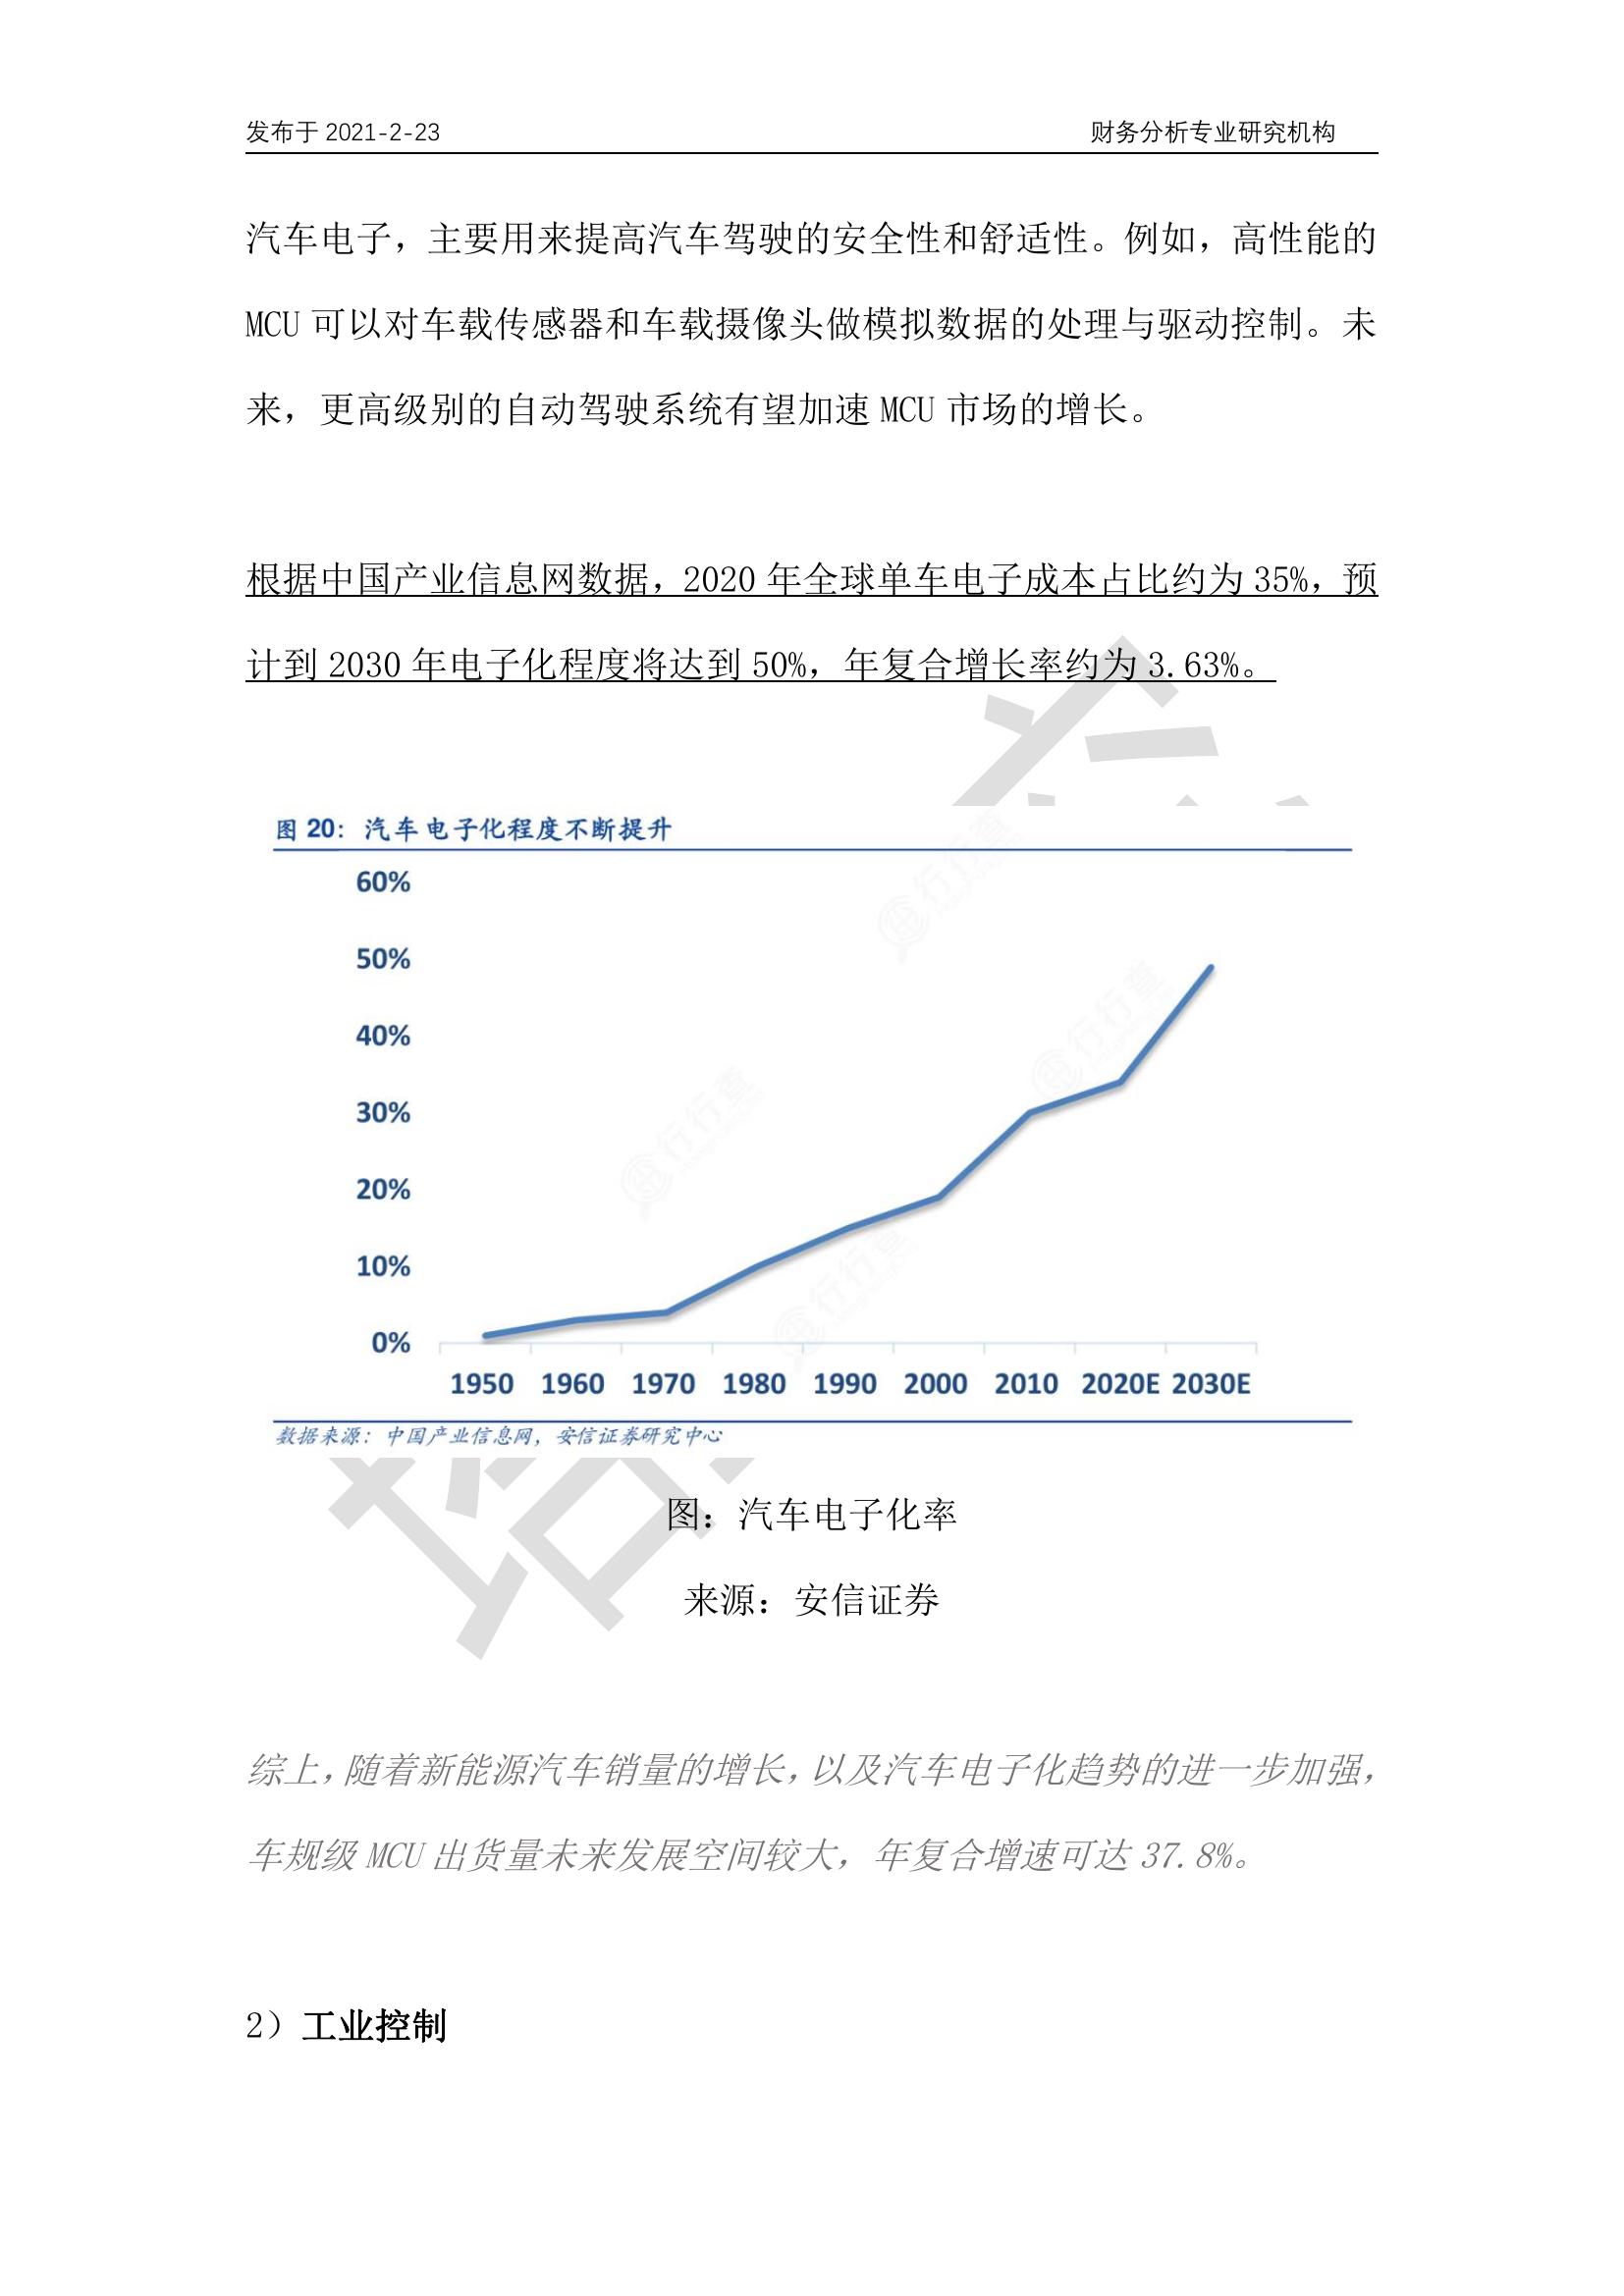 发布于 2021-2-23 财务分析专业研究机构
汽车电子，主要用来提高汽车驾驶的安全性和舒适性。例如，高性能的
MCU 可以对车载传感器和车载摄像头做模拟数据的处理与驱动控制。未
来，更高级别的自动驾驶系统有望加速 MCU 市场的增长。
根据中国产业信息网数据，2020 年全球单车电子成本占比约为 35%，预
计到 2030 年电子化程度将达到 50%，年复合增长率约为 3.63%。
图 20：汽车电子化程度不断提升
60%
50%
40%
30%
20%
10%
0%
1950 1960 1970 1980 1990 2000 2010 2020E 2030E
行行查
行行查
行行查
行行查
数据来源：中国产业信息网，安信证券研究中心
图：汽车电子化率
来源：安信证券
综上，随着新能源汽车销量的增长，以及汽车电子化趋势的进一步加强，
车规级 MCU 出货量未来发展空间较大，年复合增速可达 37.8%。
2）工业控制